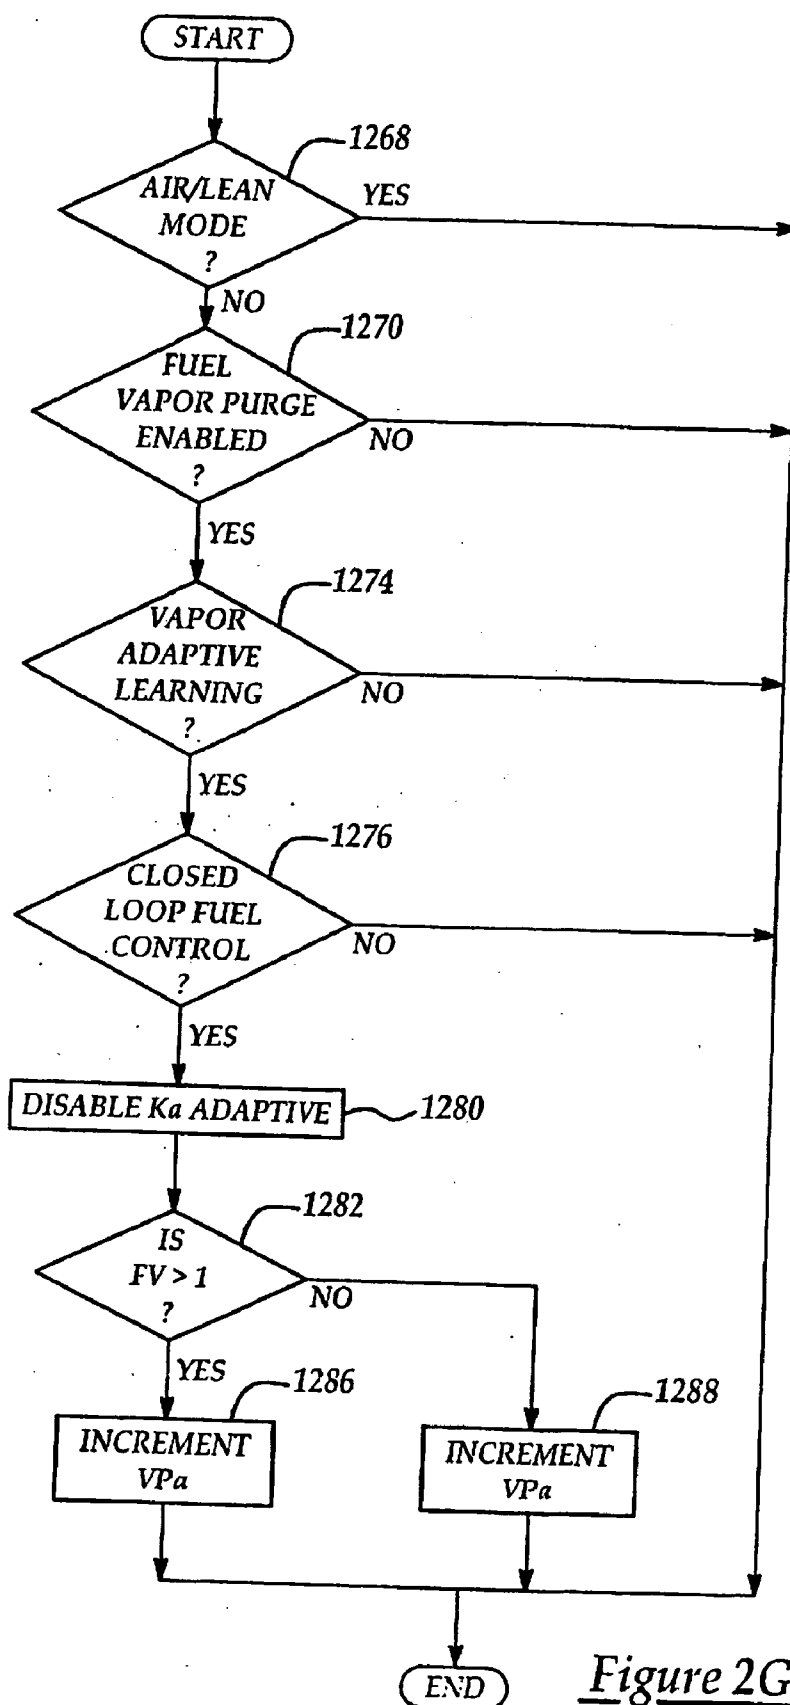 START
1268
AIR/LEAN
MODE
?
YES
NO
1270
FUEL
VAPOR PURGE
ENABLED
?
NO
YES
1274
VAPOR
ADAPTIVE
LEARNING
?
NO
YES
1276
CLOSED
LOOP FUEL
CONTROL
?
NO
YES
DISABLE Ka ADAPTIVE
1280
1282
IS
FV > 1
?
NO
YES
1286
INCREMENT
VPa
1288
INCREMENT
VPa
END
Figure 2G